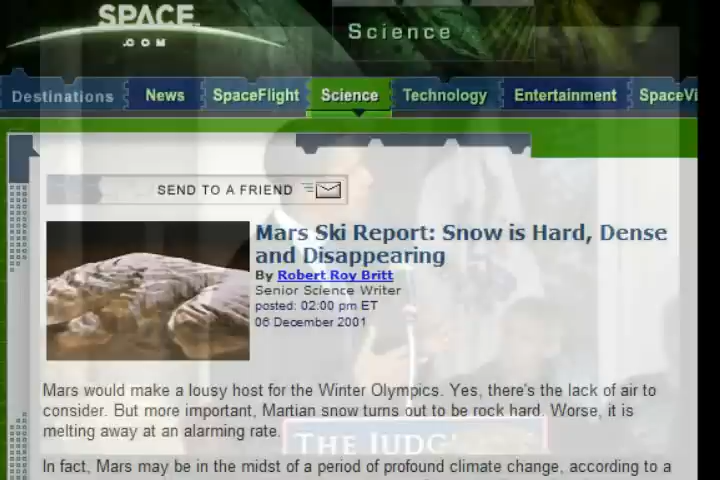 SPACE
.COM
Science
Destinations News SpaceFlight Science Technology Entertainment
SEND TO A FRIEND
Mars Ski Report: Snow is Hard, Dense
and Disappearing
By Robert Roy Britt
Senior Science Writer
posted: 02:00 pm ET
06 December 2001
Mars would make a lousy host for the Winter Olympics. Yes, there's the lack of air to
consider. But more important, Martian snow turns out to be rock hard. Worse, it is
melting away at an alarming rate.
THE JUDG
In fact, Mars may be in the midst of a period of profound climate change, according to a